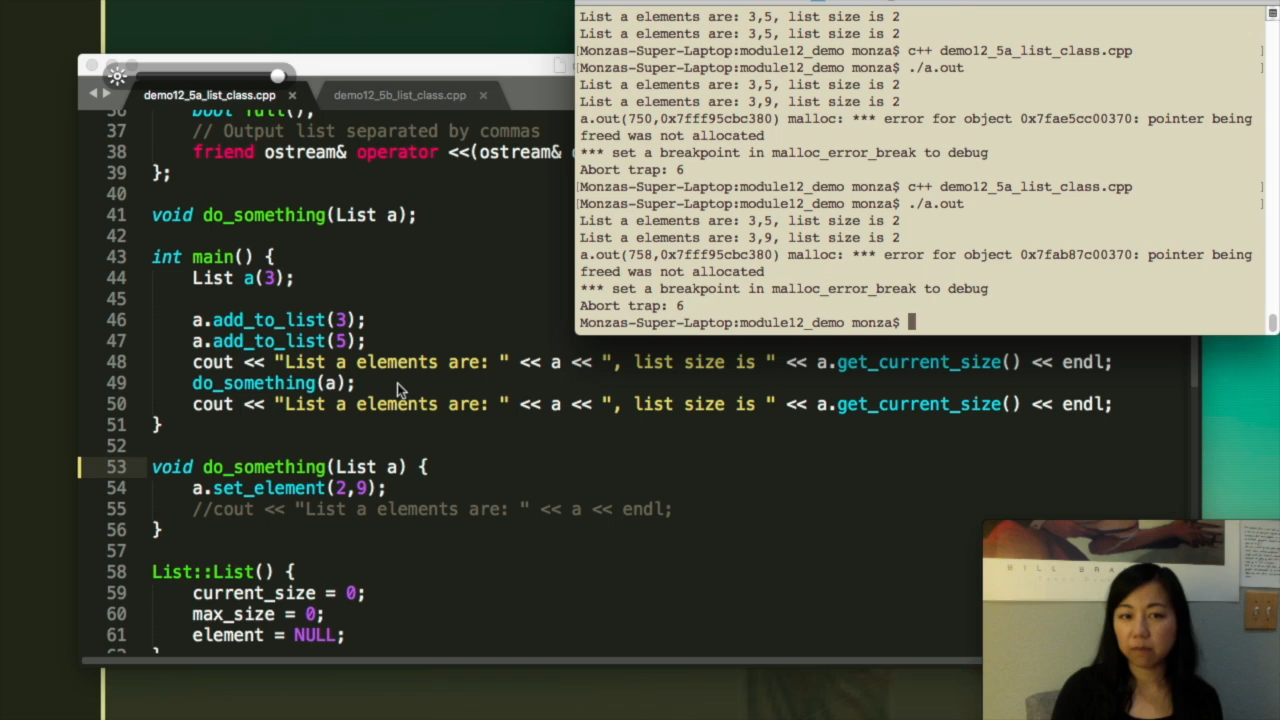 List a elements are: 3,5, list size is 2
List a elements are: 3,5, list size is 2
[Monzas-Super-Laptop:module12_demo monza$ c++ demo12_5a_list_class.cpp ]
[Monzas-Super-Laptop:module12_demo monza$ ./a.out ]
List a elements are: 3,5, list size is 2
List a elements are: 3,9, list size is 2
a.out(750,0x7fff95cbc380) malloc: *** error for object 0x7fae5cc00370: pointer being
freed was not allocated
*** set a breakpoint in malloc_error_break to debug
Abort trap: 6
[Monzas-Super-Laptop:module12_demo monza$ c++ demo12_5a_list_class.cpp ]
[Monzas-Super-Laptop:module12_demo monza$ ./a.out ]
List a elements are: 3,5, list size is 2
List a elements are: 3,9, list size is 2
a.out(758,0x7fff95cbc380) malloc: *** error for object 0x7fab87c00370: pointer being
freed was not allocated
*** set a breakpoint in malloc_error_break to debug
Abort trap: 6
Monzas-Super-Laptop:module12_demo monza$
demo12_5a_list_class.cpp × demo12_5b_list_class.cpp ×
36 bool full();
37 // Output list separated by commas
38 friend ostream& operator <<(ostream&
39 };
40
41 void do_something(List a);
42
43 int main() {
44 List a(3);
45
46 a.add_to_list(3);
47 a.add_to_list(5);
48 cout << "List a elements are: " << a << ", list size is " << a.get_current_size() << endl;
49 do_something(a);
50 cout << "List a elements are: " << a << ", list size is " << a.get_current_size() << endl;
51 }
52
53 void do_something(List a) {
54 a.set_element(2,9);
55 //cout << "List a elements are: " << a << endl;
56 }
57
58 List::List() {
59 current_size = 0;
60 max_size = 0;
61 element = NULL;
BILL BRA